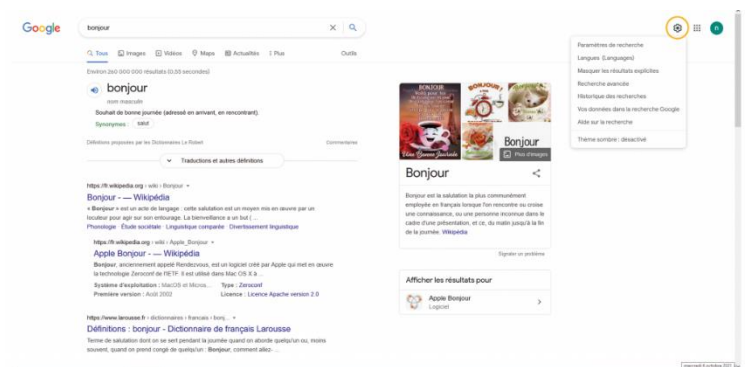 Google
bonjour
Tous Images Vidéos Maps Actualités Plus Outils
Environ 260 000 000 résultats (0,55 secondes)
bonjour
nom masculin
Souhait de bonne journée (adressé en arrivant, en rencontrant).
Synonymes : salut
Définitions proposées par les Dictionnaires Le Robert Commentaires
Traductions et autres définitions
https://fr.wikipedia.org › wiki › Bonjour
Bonjour - — Wikipédia
« Bonjour » est un acte de langage : cette salutation est un moyen mis en œuvre par un
locuteur pour agir sur son entourage. La bienveillance a un but ( ...
Phonologie · Étude sociétale · Linguistique comparée · Divertissement linguistique
https://fr.wikipedia.org › wiki › Apple_Bonjour
Apple Bonjour - — Wikipédia
Bonjour, anciennement appelé Rendezvous, est un logiciel créé par Apple qui met en œuvre
la technologie Zeroconf de l'IETF. Il est utilisé dans Mac OS X à ...
Système d'exploitation : MacOS et Micros... Type : Zeroconf
Première version : Août 2002 Licence : Licence Apache version 2.0
https://www.larousse.fr › dictionnaires › francais › bonj...
Définitions : bonjour - Dictionnaire de français Larousse
Terme de salutation dont on se sert pendant la journée quand on aborde quelqu'un ou, moins
souvent, quand on prend congé de quelqu'un : Bonjour, comment allez- ...
BONJOUR
BONJOUR
Bonjour
Une Bonne Journée
Plus d'images
Bonjour
Bonjour est la salutation la plus communément
employée en français lorsque l'on rencontre ou croise
une connaissance, ou une personne inconnue dans le
cadre d'une présentation, et ce, du matin jusqu'à la fin
de la journée. Wikipédia
Signaler un problème
Afficher les résultats pour
Apple Bonjour
Logiciel
n
Paramètres de recherche
Langues (Languages)
Masquer les résultats explicites
Recherche avancée
Historique des recherches
Vos données dans la recherche Google
Aide sur la recherche
Thème sombre : désactivé
mercredi 6 octobre 2021